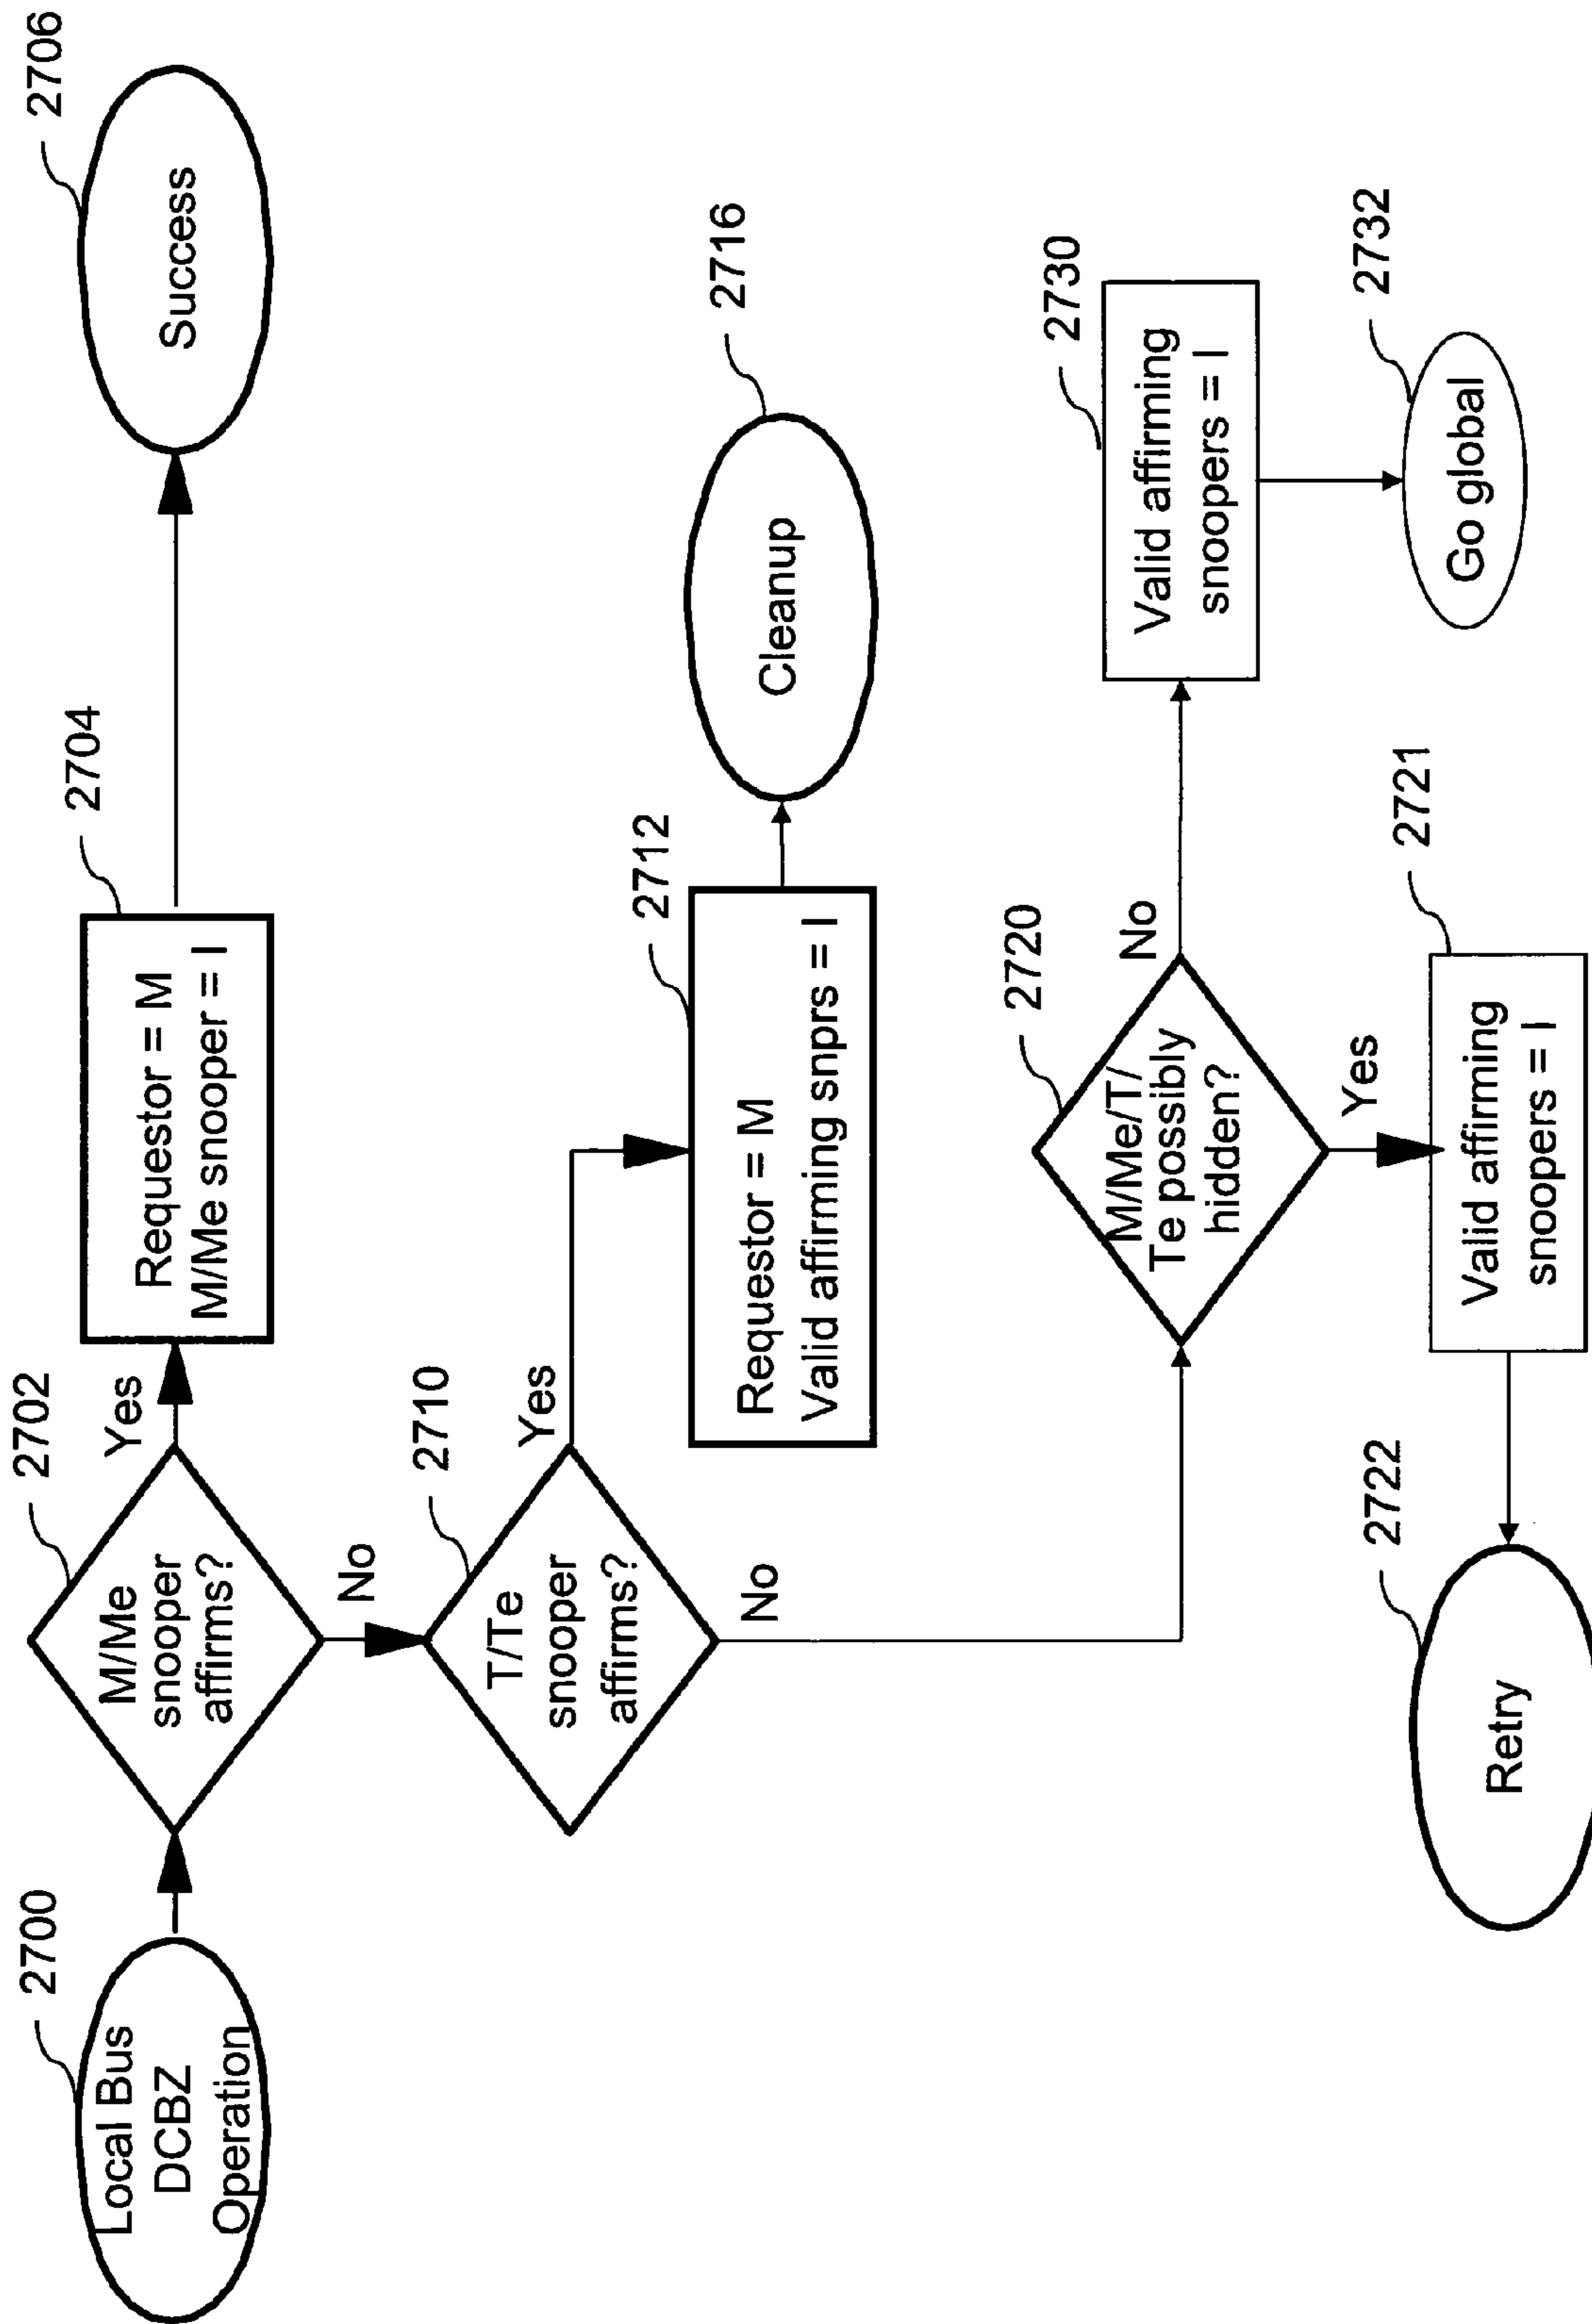 2700
Local Bus
DCBZ
Operation
2702
M/Me
snooper
affirms?
Yes
No
2704
Requestor = M
M/Me snooper = I
2706
Success
2710
T/Te
snooper
affirms?
Yes
No
2712
Requestor = M
Valid affirming snprs = I
2716
Cleanup
2720
M/Me/T/
Te possibly
hidden?
No
Yes
2730
Valid affirming
snoopers = I
2732
Go global
2721
Valid affirming
snoopers = I
2722
Retry